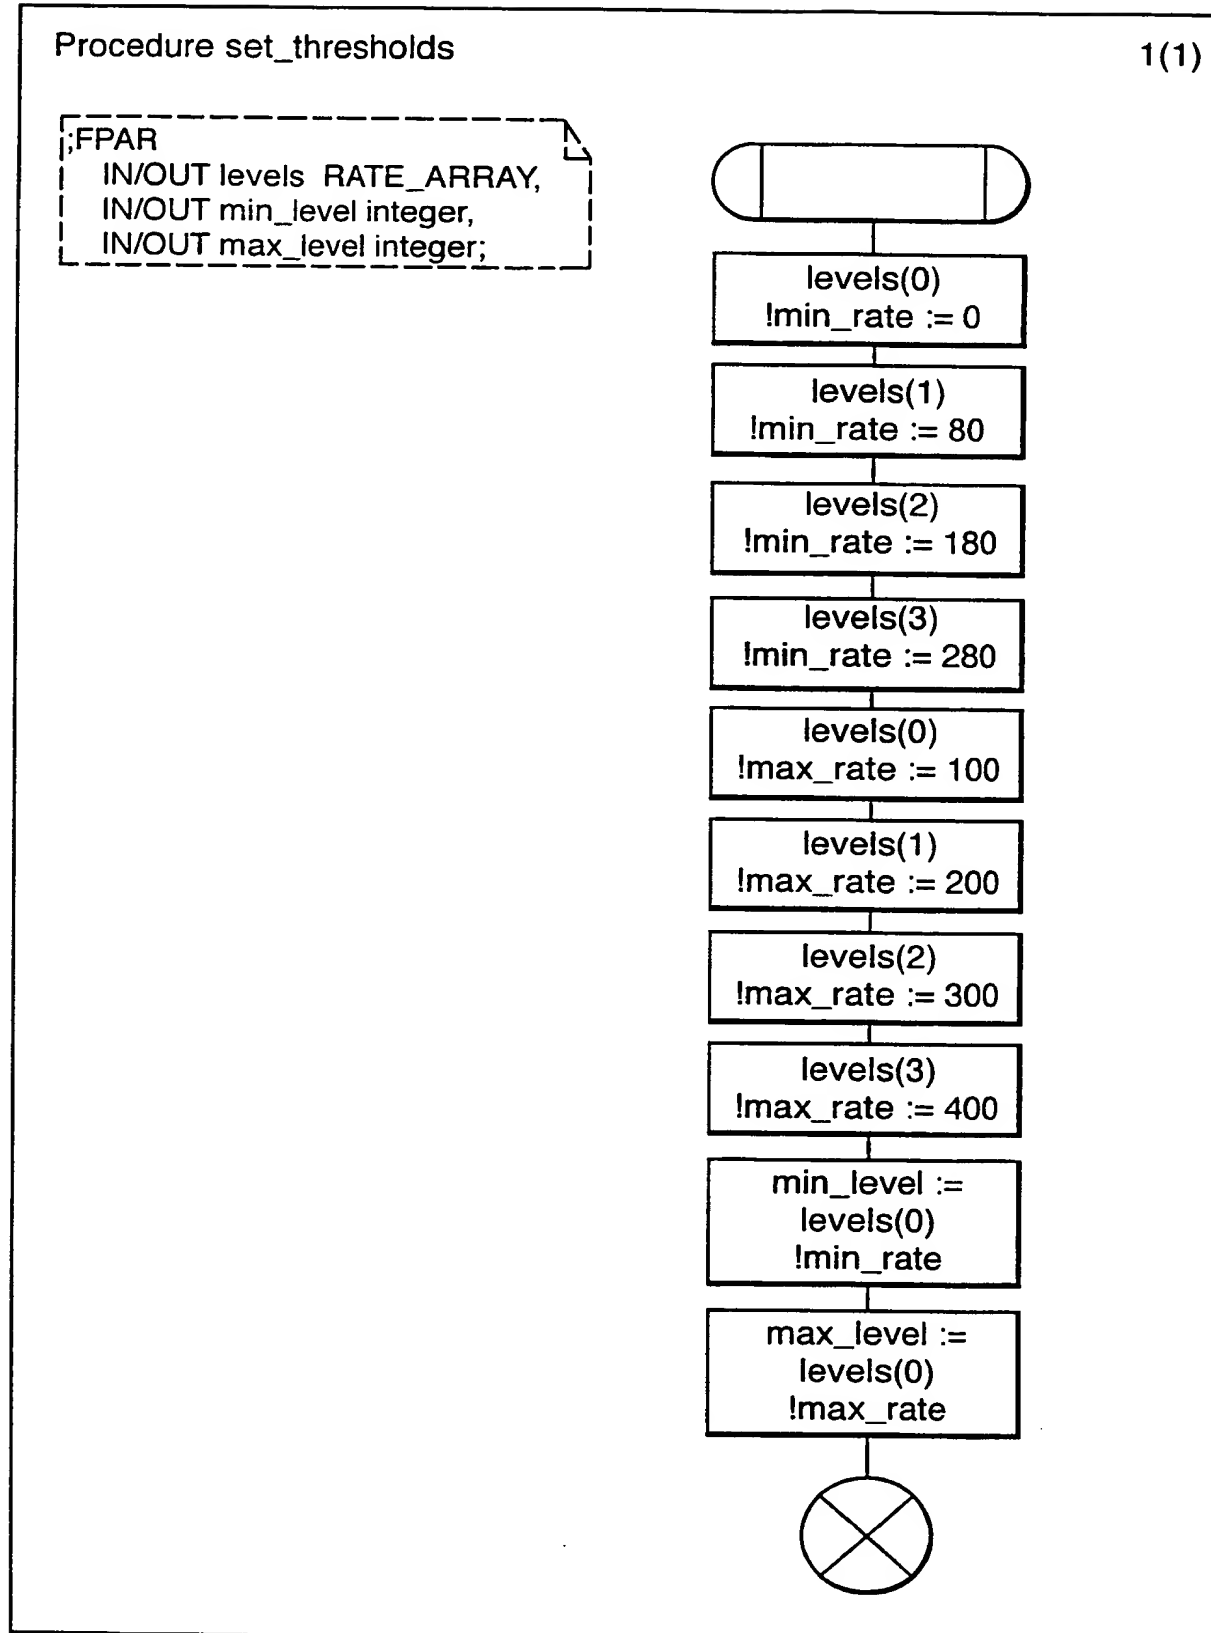 Procedure set_thresholds
1(1)
;FPAR
IN/OUT levels RATE_ARRAY,
IN/OUT min_level integer,
IN/OUT max_level integer;
levels(0)
!min_rate := 0
levels(1)
!min_rate := 80
levels(2)
!min_rate := 180
levels(3)
!min_rate := 280
levels(0)
!max_rate := 100
levels(1)
!max_rate := 200
levels(2)
!max_rate := 300
levels(3)
!max_rate := 400
min_level :=
levels(0)
!min_rate
max_level :=
levels(0)
!max_rate